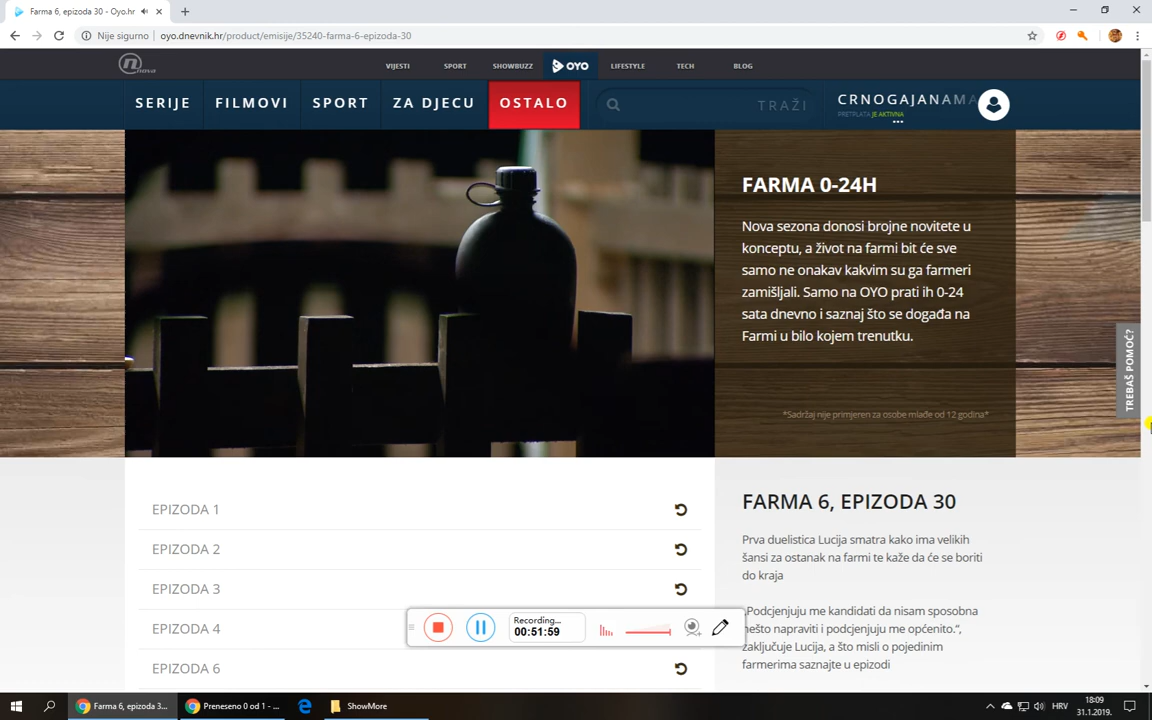 Farma 6, epizoda 30 - Oyo.hr
Nije sigurno
oyo.dnevnik.hr/product/emisije/35240-farma-6-epizoda-30
nova
VIJESTI
SPORT
SHOWBUZZ
OYO
LIFESTYLE
TECH
BLOG
SERIJE
FILMOVI
SPORT
ZA DJECU
OSTALO
TRAŽI
CRNOGAJANAMA
PRETPLATA JE AKTIVNA
FARMA 0-24H
Nova sezona donosi brojne novitete u
konceptu, a život na farmi bit će sve
samo ne onakav kakvim su ga farmeri
zamišljali. Samo na OYO prati ih 0-24
sata dnevno i saznaj što se događa na
Farmi u bilo kojem trenutku.
*Sadržaj nije primjeren za osobe mlađe od 12 godina*
TREBAŠ POMOĆ?
EPIZODA 1
EPIZODA 2
EPIZODA 3
EPIZODA 4
EPIZODA 6
FARMA 6, EPIZODA 30
Prva duelistica Lucija smatra kako ima velikih
šansi za ostanak na farmi te kaže da će se boriti
do kraja
„Podcjenjuju me kandidati da nisam sposobna
nešto napraviti i podcjenjuju me općenito.“,
zaključuje Lucija, a što misli o pojedinim
farmerima saznajte u epizodi
Recording...
00:51:59
Farma 6, epizoda 3...
Preneseno 0 od 1 - ...
ShowMore
HRV
18:09
31.1.2019.